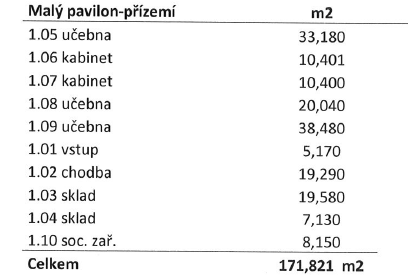 Malý pavilon-přízemí m2
1.05 učebna 33,180
1.06 kabinet 10,401
1.07 kabinet 10,400
1.08 učebna 20,040
1.09 učebna 38,480
1.01 vstup 5,170
1.02 chodba 19,290
1.03 sklad 19,580
1.04 sklad 7,130
1.10 soc. zař. 8,150
Celkem 171,821 m2